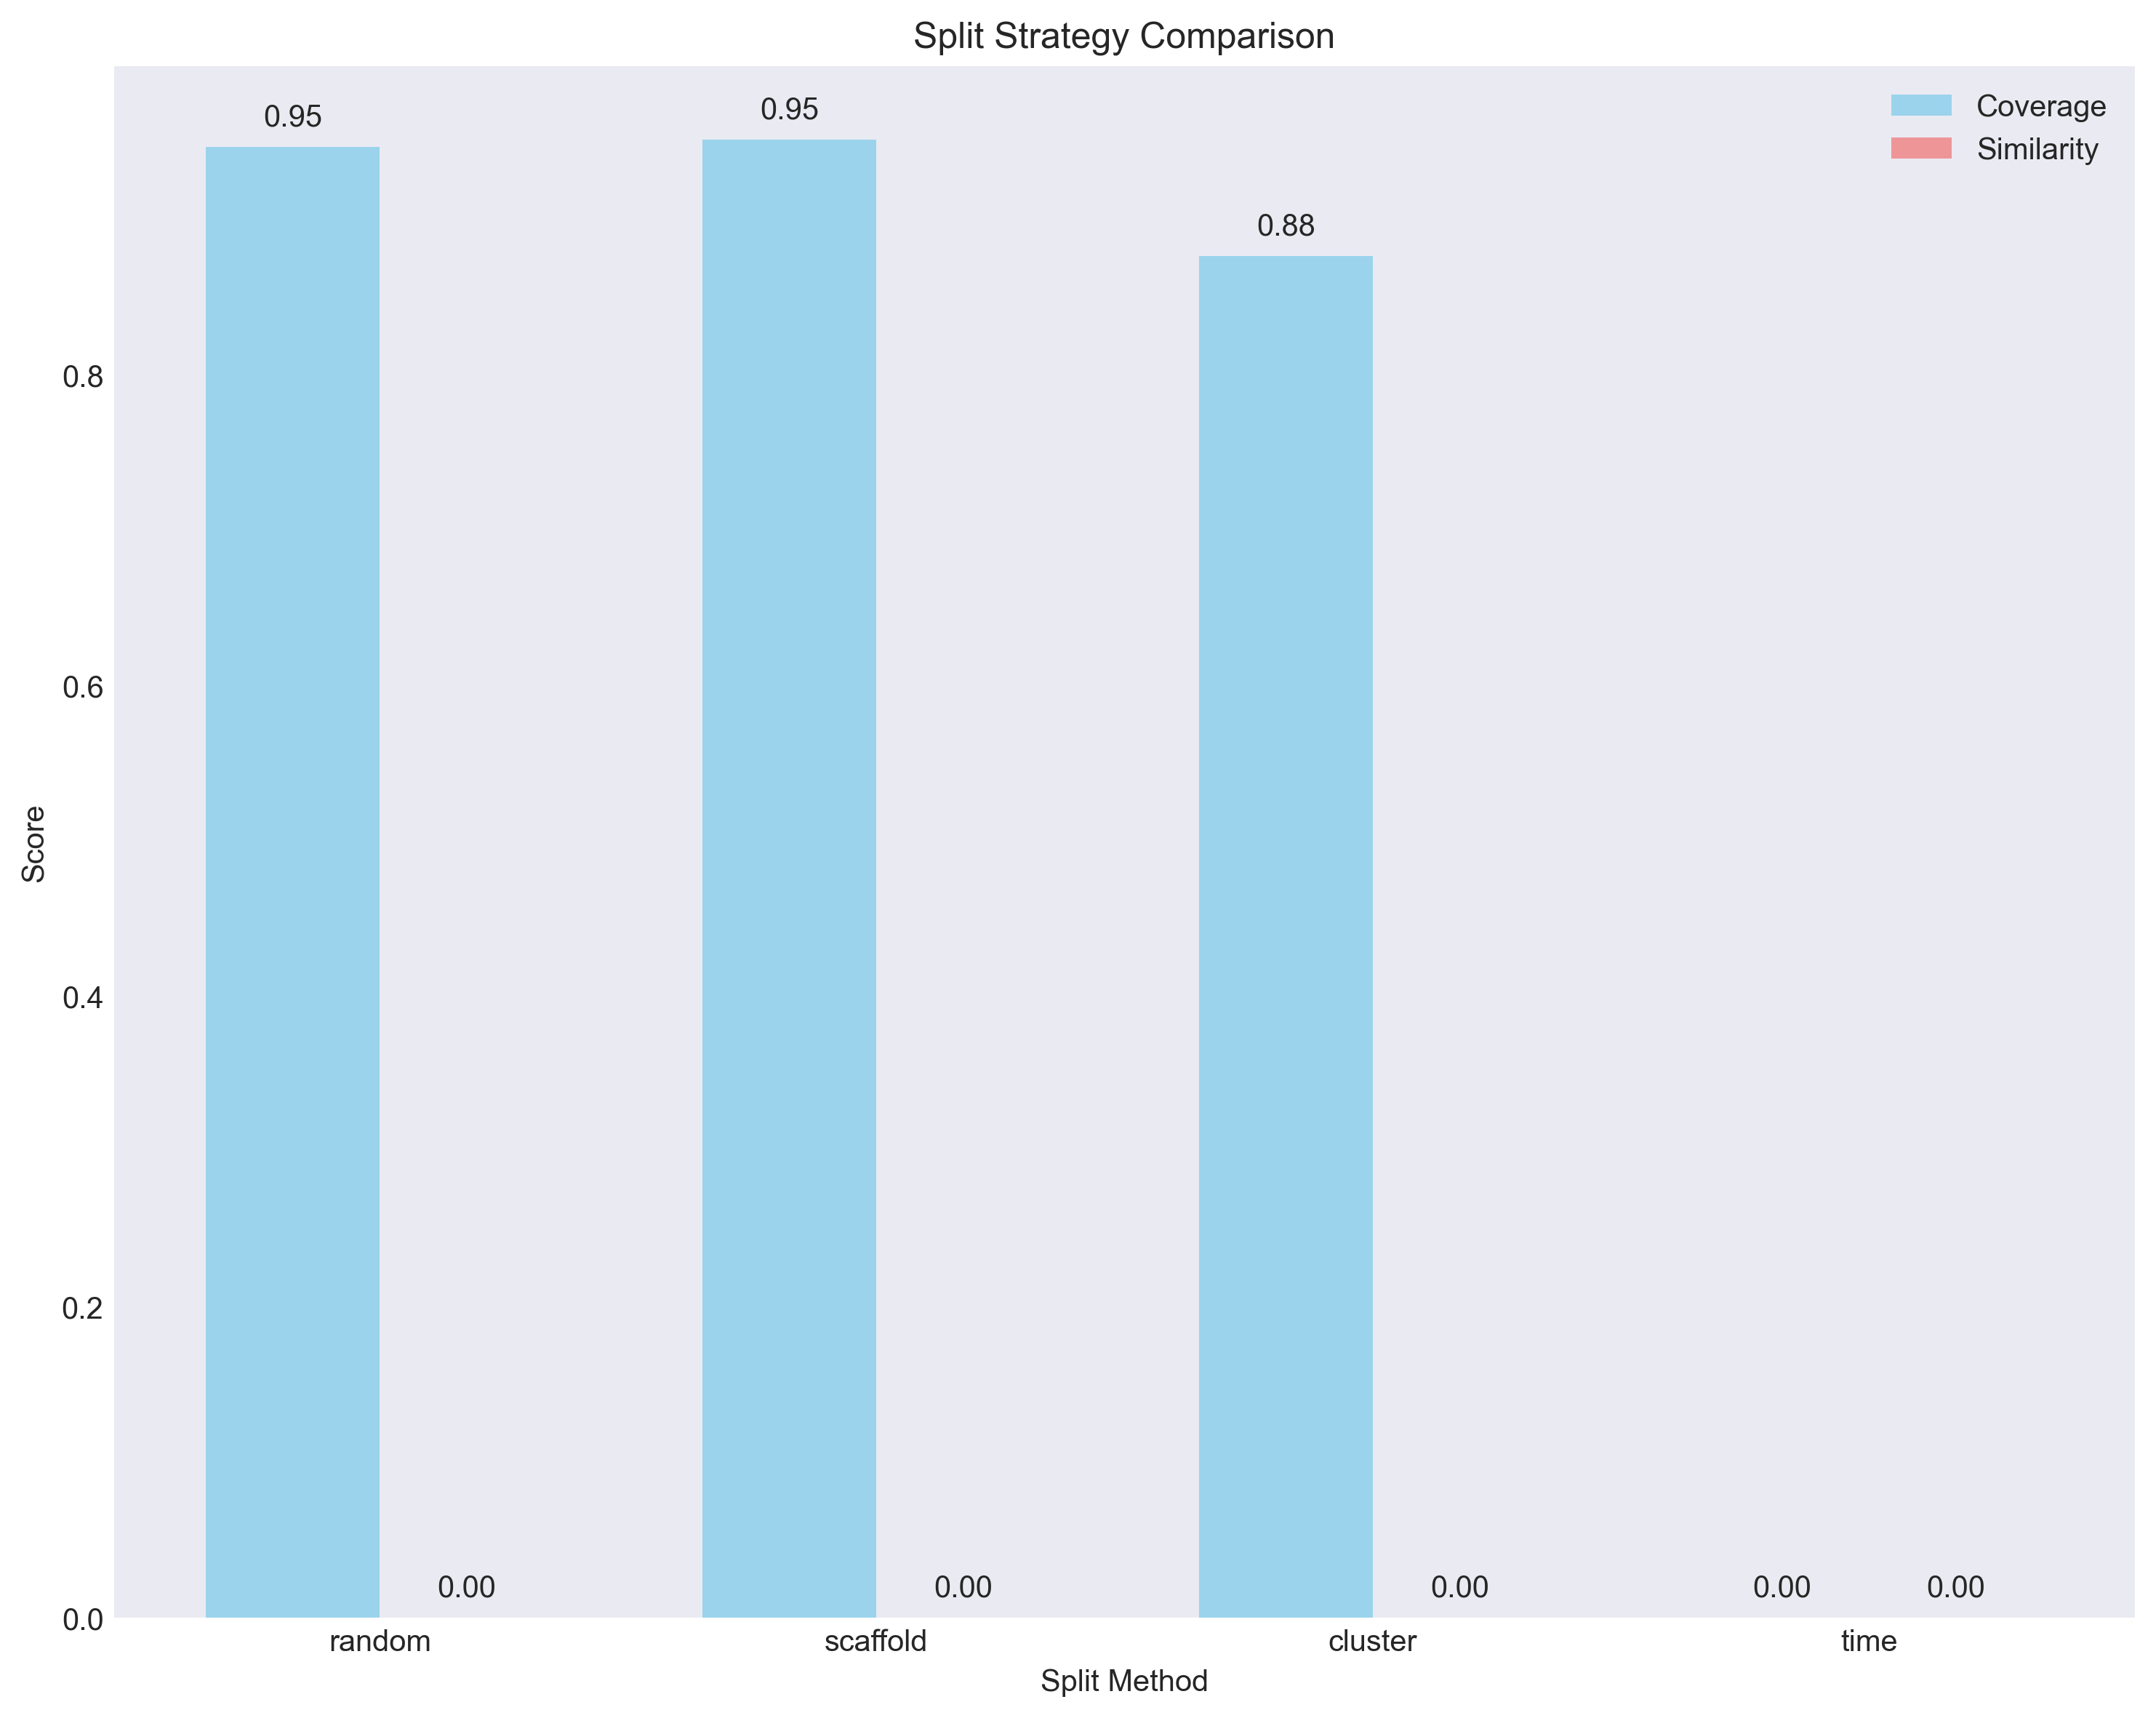 Split Strategy Comparison
Coverage
Similarity
0.95
0.95
0.88
0.8
0.6
0.4
0.2
0.0
Score
0.00
0.00
0.00
0.00
0.00
random
scaffold
cluster
time
Split Method